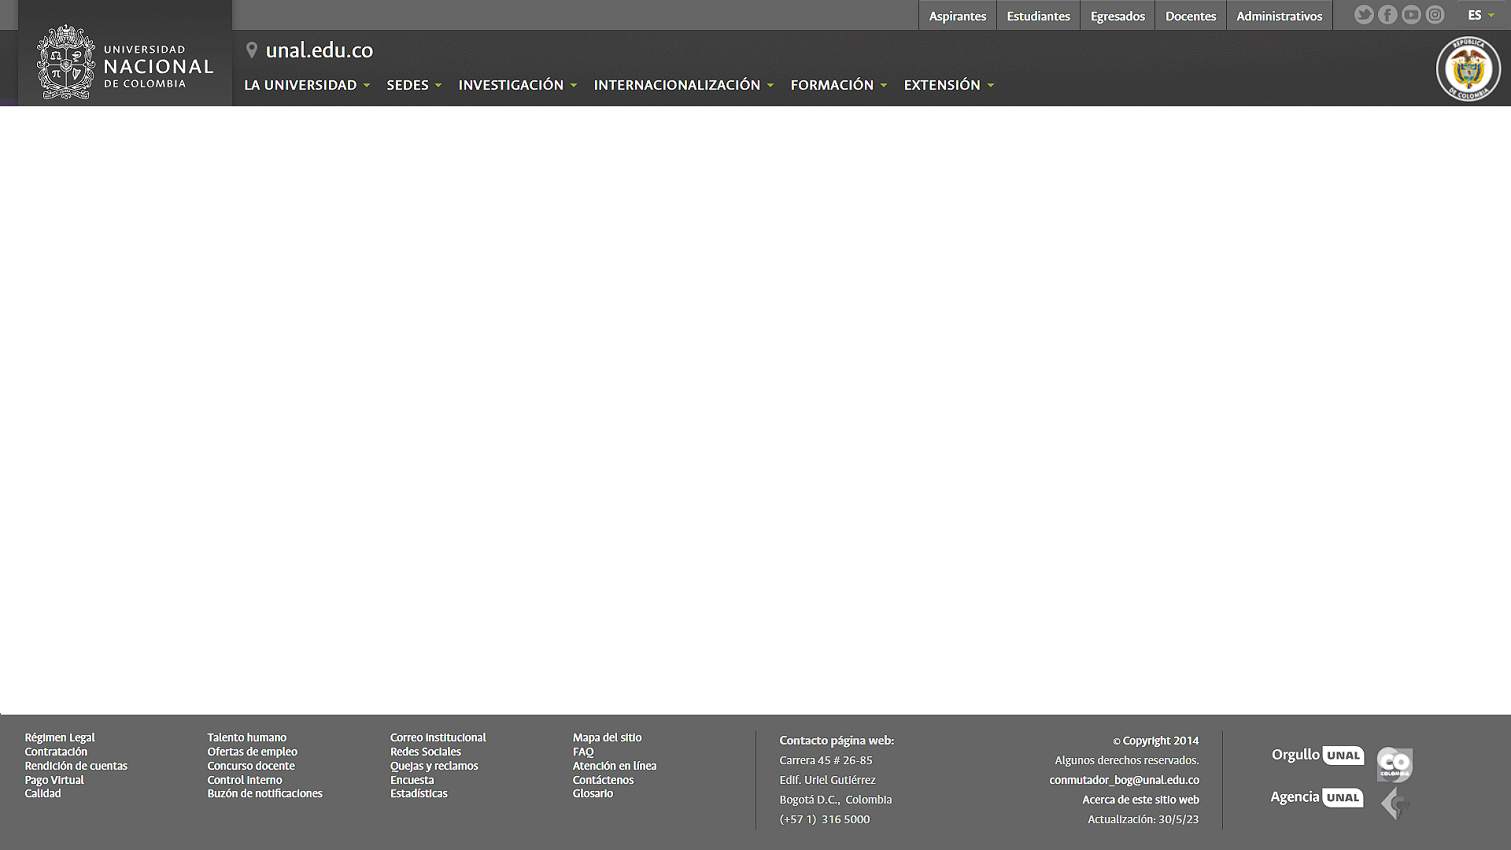 Aspirantes
Estudiantes
Egresados
Docentes
Administrativos
ES
UNIVERSIDAD
NACIONAL
DE COLOMBIA
unal.edu.co
LA UNIVERSIDAD
SEDES
INVESTIGACIÓN
INTERNACIONALIZACIÓN
FORMACIÓN
EXTENSIÓN
REPÚBLICA
DE COLOMBIA
Régimen Legal
Contratación
Rendición de cuentas
Pago Virtual
Calidad
Talento humano
Ofertas de empleo
Concurso docente
Control interno
Buzón de notificaciones
Correo institucional
Redes Sociales
Quejas y reclamos
Encuesta
Estadísticas
Mapa del sitio
FAQ
Atención en línea
Contáctenos
Glosario
Contacto página web:
Carrera 45 # 26-85
Edif. Uriel Gutiérrez
Bogotá D.C., Colombia
(+57 1) 316 5000
© Copyright 2014
Algunos derechos reservados.
conmutador_bog@unal.edu.co
Acerca de este sitio web
Actualización: 30/5/23
Orgullo UNAL
Agencia UNAL
CO
COLOMBIA